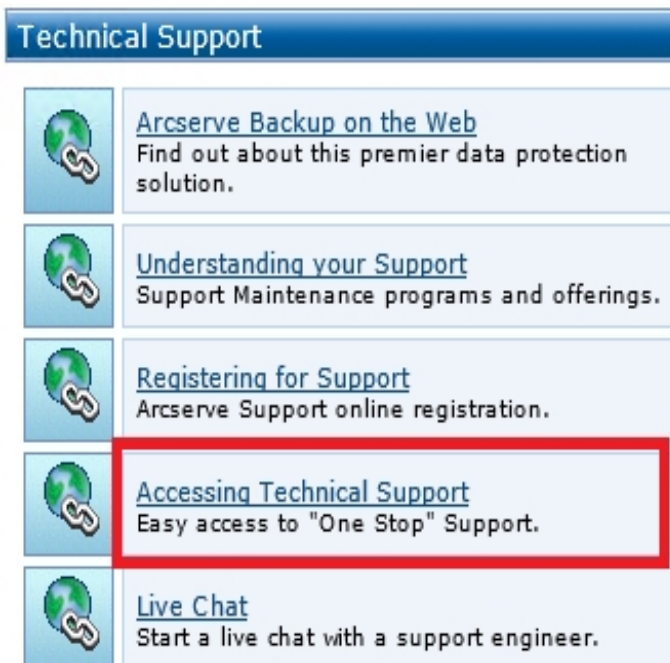 Technical Support
Arcserve Backup on the Web
Find out about this premier data protection
solution.
Understanding your Support
Support Maintenance programs and offerings.
Registering for Support
Arcserve Support online registration.
Accessing Technical Support
Easy access to "One Stop" Support.
Live Chat
Start a live chat with a support engineer.